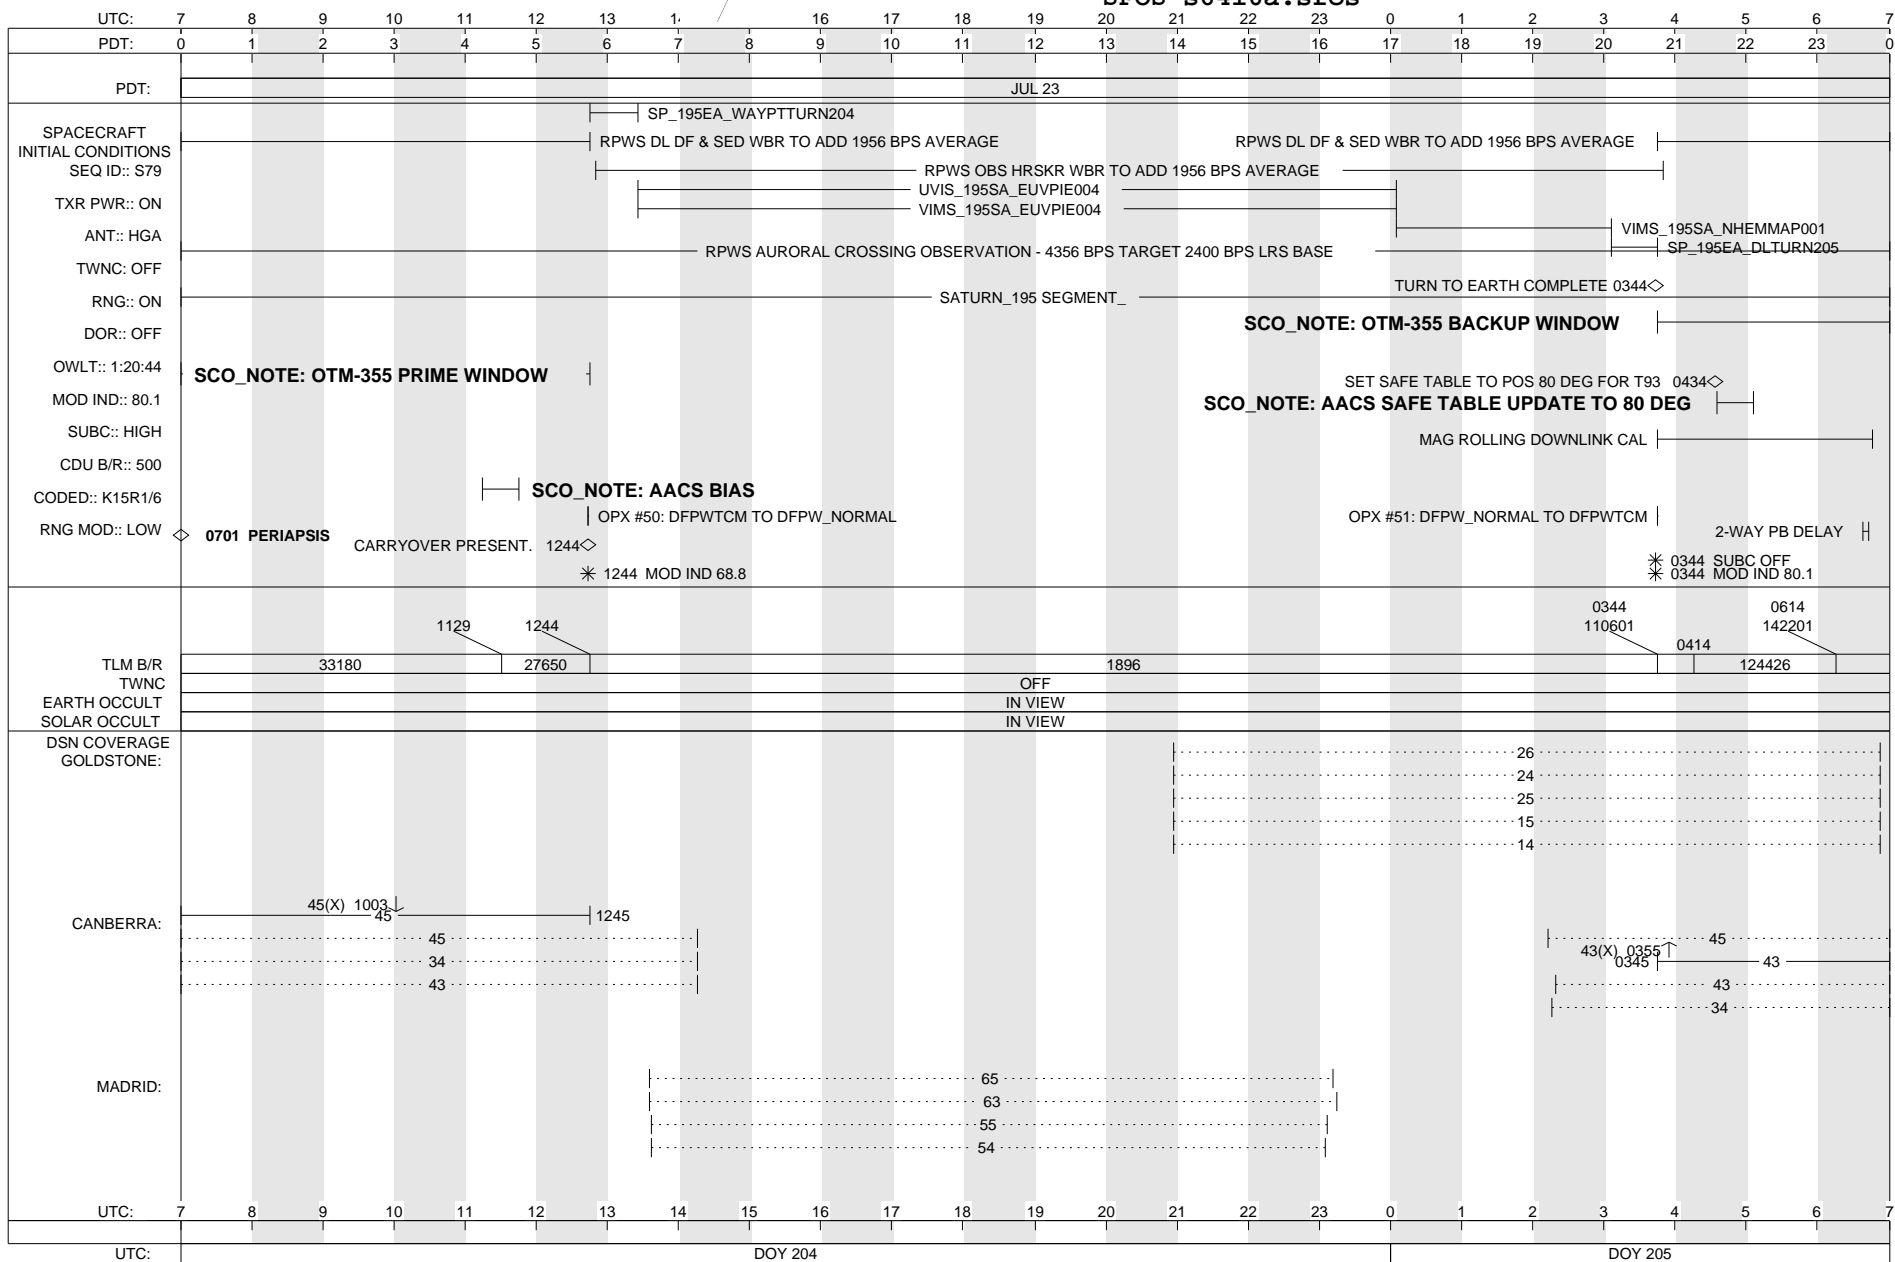 UTC: 7 8 9 10 11 12 13 16 17 18 19 20 21 22 23 0 1 2 3 4 5 6 7
PDT: 0 1 2 3 4 5 6 7 8 9 10 11 12 13 14 15 16 17 18 19 20 21 22 23 0
PDT: JUL 23
SP_195EA_WAYPTTURN204
SPACECRAFT
INITIAL CONDITIONS
RPWS DL DF & SED WBR TO ADD 1956 BPS AVERAGE RPWS DL DF & SED WBR TO ADD 1956 BPS AVERAGE
SEQ ID:: S79 RPWS OBS HRSKR WBR TO ADD 1956 BPS AVERAGE
UVIS_195SA_EUVPIE004
TXR PWR:: ON VIMS_195SA_EUVPIE004
ANT:: HGA VIMS_195SA_NHEMMAP001
RPWS AURORAL CROSSING OBSERVATION - 4356 BPS TARGET 2400 BPS LRS BASE SP_195EA_DLTURN205
TWNC: OFF
TURN TO EARTH COMPLETE 0344
RNG:: ON SATURN_195 SEGMENT_
DOR:: OFF SCO_NOTE: OTM-355 BACKUP WINDOW
OWLT:: 1:20:44 SCO_NOTE: OTM-355 PRIME WINDOW
SET SAFE TABLE TO POS 80 DEG FOR T93 0434
MOD IND:: 80.1 SCO_NOTE: AACS SAFE TABLE UPDATE TO 80 DEG
SUBC:: HIGH MAG ROLLING DOWNLINK CAL
CDU B/R:: 500
CODED:: K15R1/6 SCO_NOTE: AACS BIAS
OPX #50: DFPWTCM TO DFPW_NORMAL OPX #51: DFPW_NORMAL TO DFPWTCM
RNG MOD:: LOW 0701 PERIAPSIS 2-WAY PB DELAY
CARRYOVER PRESENT. 1244
0344 SUBC OFF
1244 MOD IND 68.8 0344 MOD IND 80.1
0344 0614
1129 1244 110601 142201
0414
TLM B/R 33180 27650 1896 124426
TWNC OFF
EARTH OCCULT IN VIEW
SOLAR OCCULT IN VIEW
DSN COVERAGE
GOLDSTONE:
26
24
25
15
14
45(X) 1003
CANBERRA: 45 1245
45 45
43(X) 0355
34 0345 43
43 43
34
MADRID:
65
63
55
54
UTC: 7 8 9 10 11 12 13 14 15 16 17 18 19 20 21 22 23 0 1 2 3 4 5 6 7
UTC: DOY 204 DOY 205